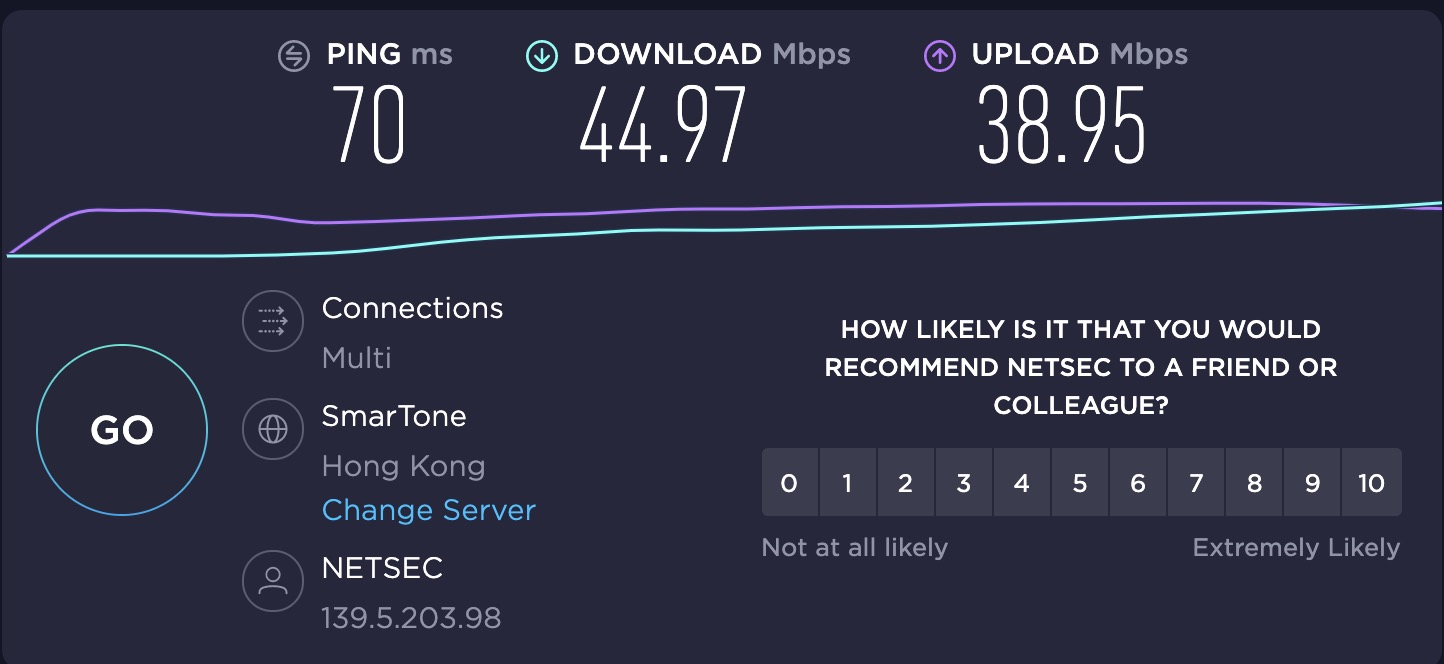 PING ms
DOWNLOAD Mbps
UPLOAD Mbps
70
44.97
38.95
GO
Connections
Multi
SmarTone
Hong Kong
Change Server
NETSEC
139.5.203.98
HOW LIKELY IS IT THAT YOU WOULD
RECOMMEND NETSEC TO A FRIEND OR
COLLEAGUE?
0 1 2 3 4 5 6 7 8 9 10
Not at all likely
Extremely Likely